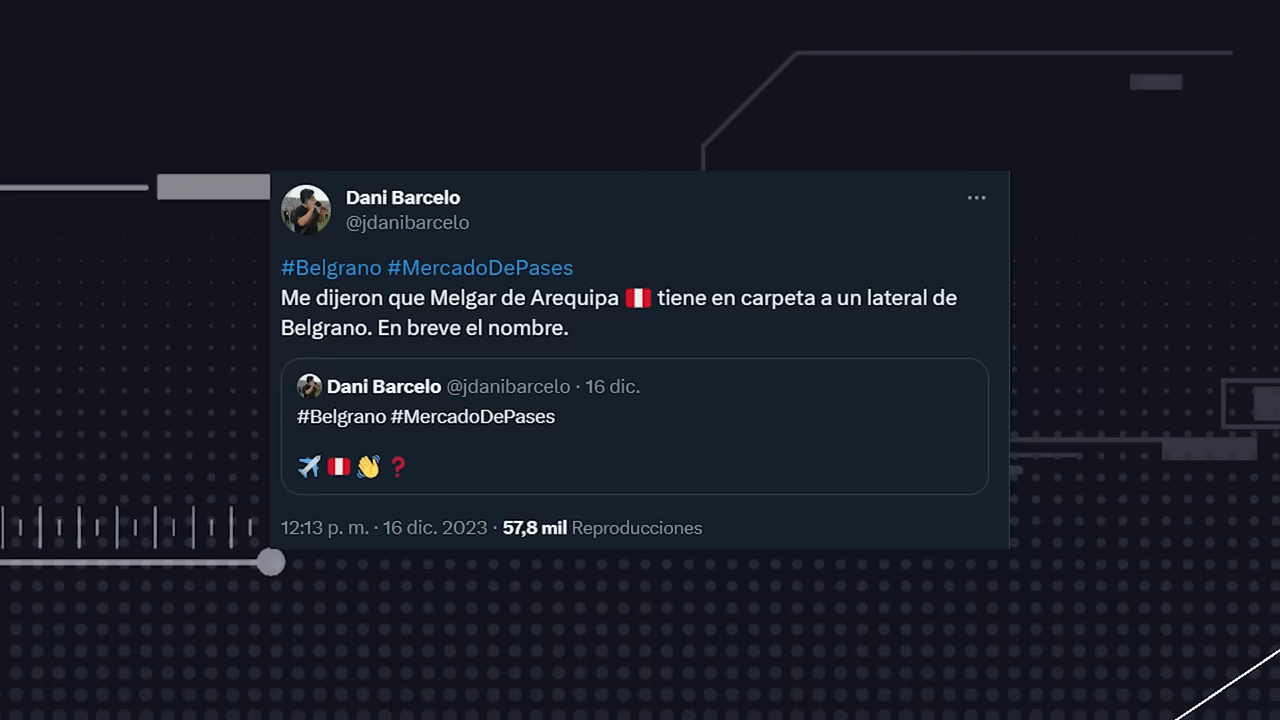 Dani Barcelo
@jdanibarcelo
#Belgrano #MercadoDePases
Me dijeron que Melgar de Arequipa 🇵🇪 tiene en carpeta a un lateral de
Belgrano. En breve el nombre.
Dani Barcelo @jdanibarcelo · 16 dic.
#Belgrano #MercadoDePases
✈️ 🇵🇪 👋 ❓
12:13 p. m. · 16 dic. 2023 · 57,8 mil Reproducciones